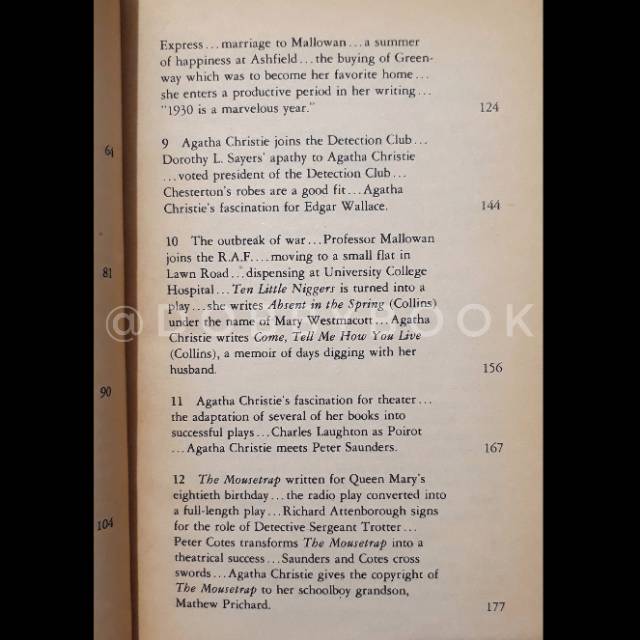 Express...marriage to Mallowan...a summer
of happiness at Ashfield...the buying of Green-
way which was to become her favorite home...
she enters a productive period in her writing...
"1930 is a marvelous year." 124
61
9 Agatha Christie joins the Detection Club...
Dorothy L. Sayers' apathy to Agatha Christie
...voted president of the Detection Club...
Chesterton's robes are a good fit...Agatha
Christie's fascination for Edgar Wallace. 144
10 The outbreak of war...Professor Mallowan
joins the R.A.F....moving to a small flat in
81
Lawn Road...dispensing at University College
Hospital...Ten Little Niggers is turned into a
play...she writes Absent in the Spring (Collins)
under the name of Mary Westmacott...Agatha
Christie writes Come, Tell Me How You Live
(Collins), a memoir of days digging with her
husband. 156
90
11 Agatha Christie's fascination for theater...
the adaptation of several of her books into
successful plays...Charles Laughton as Poirot
...Agatha Christie meets Peter Saunders. 167
12 The Mousetrap written for Queen Mary's
eightieth birthday...the radio play converted into
a full-length play...Richard Attenborough signs
104
for the role of Detective Sergeant Trotter...
Peter Cotes transforms The Mousetrap into a
theatrical success...Saunders and Cotes cross
swords...Agatha Christie gives the copyright of
The Mousetrap to her schoolboy grandson,
Mathew Prichard. 177